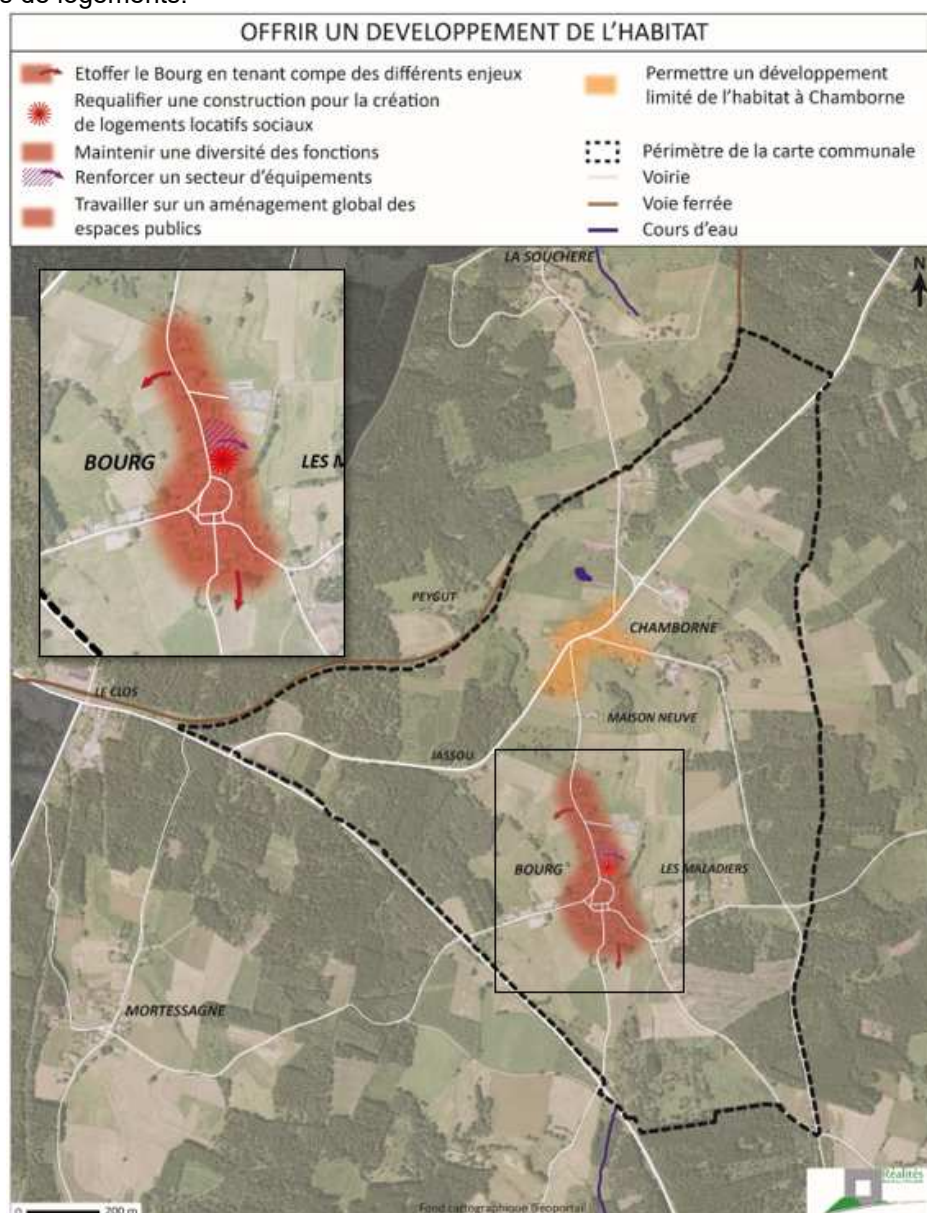 s de logements.
OFFRIR UN DEVELOPPEMENT DE L'HABITAT
Etoffer le Bourg en tenant compe des différents enjeux
Requalifier une construction pour la création
de logements locatifs sociaux
Maintenir une diversité des fonctions
Renforcer un secteur d'équipements
Travailler sur un aménagement global des
espaces publics
Permettre un développement
limité de l'habitat à Chamborne
Périmètre de la carte communale
Voirie
Voie ferrée
Cours d'eau
LA SOUCHERE
N
BOURG
LES M
PEYGUT
CHAMBORNE
LE CLOS
MAISON NEUVE
JASSOU
BOURG
LES MALADIERS
MORTESSAGNE
Réalités
0 200 m
Fond cartographique Géoportail